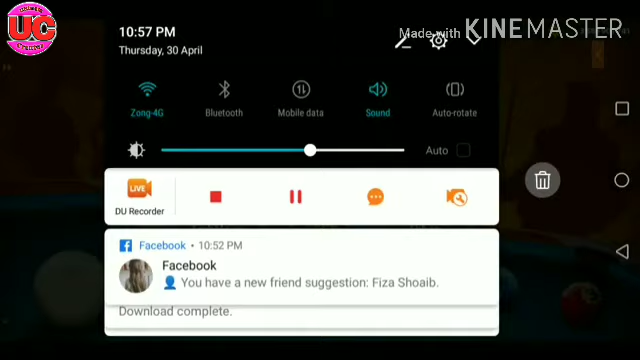 UC
10:57 PM
Thursday, 30 April
Made with KINEMASTER
Zong-4G
Bluetooth
Mobile data
Sound
Auto-rotate
Auto
LIVE
DU Recorder
Facebook • 10:52 PM
Facebook
You have a new friend suggestion: Fiza Shoaib.
Download complete.